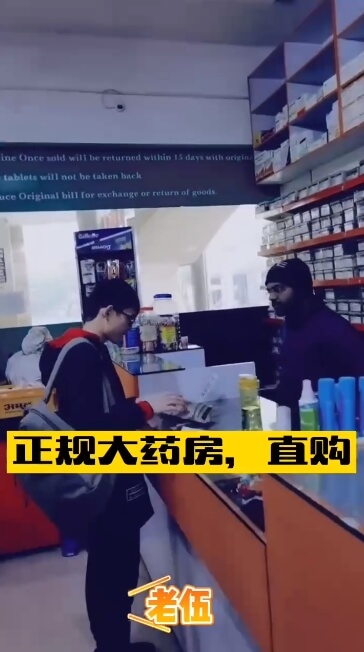 ine Once sold will be returned within 15 days with origin
tablets will not be taken back
uce Original bill for exchange or return of goods.
Gillette
正规大药房，直购
老伍